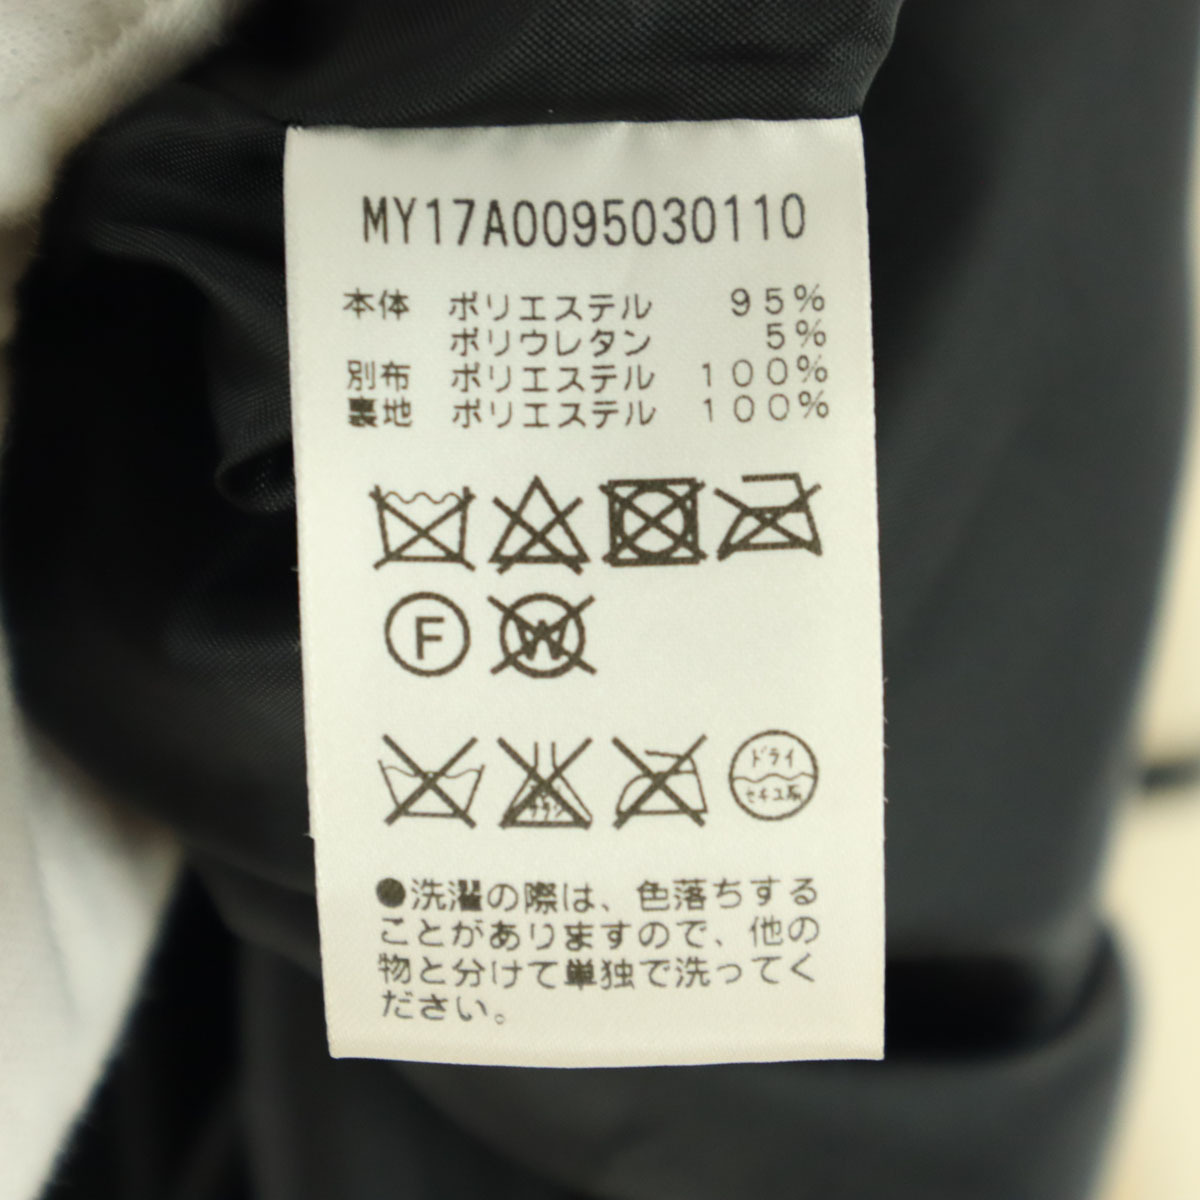 MY17A0095030110
本体 ポリエステル 95%
ポリウレタン 5%
別布 ポリエステル 100%
裏地 ポリエステル 100%
F W
ドライ
セキユ系
●洗濯の際は、色落ちする
ことがありますので、他の
物と分けて単独で洗ってく
ださい。